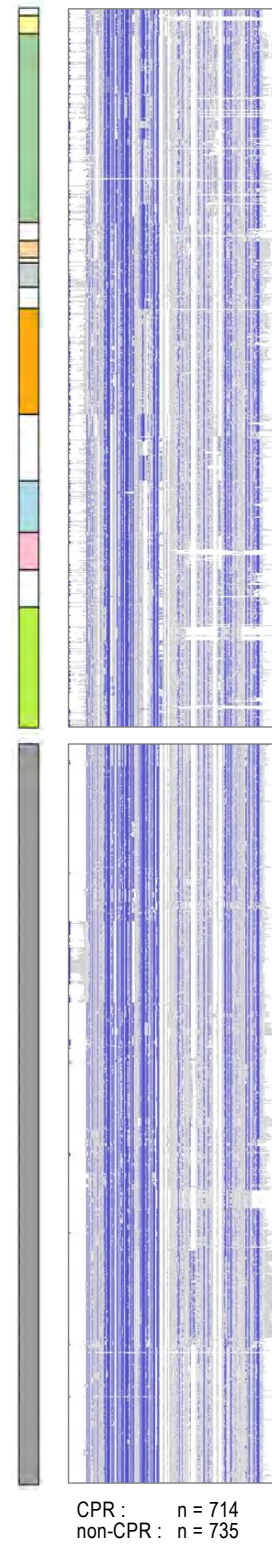 CPR : n = 714
non-CPR : n = 735